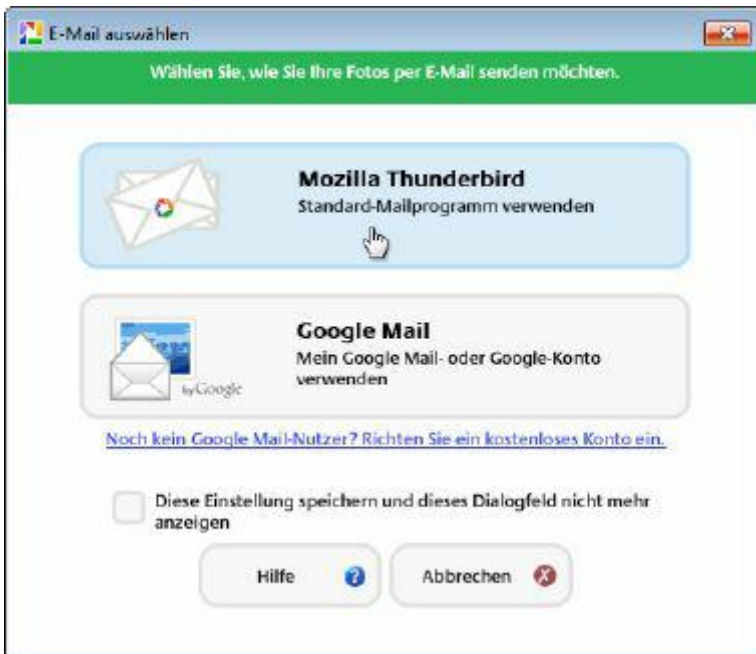 E-Mail auswählen
Wählen Sie, wie Sie Ihre Fotos per E-Mail senden möchten.
Mozilla Thunderbird
Standard-Mailprogramm verwenden
Google Mail
Mein Google Mail- oder Google-Konto
verwenden
by Google
Noch kein Google Mail-Nutzer? Richten Sie ein kostenloses Konto ein.
Diese Einstellung speichern und dieses Dialogfeld nicht mehr
anzeigen
Hilfe
Abbrechen